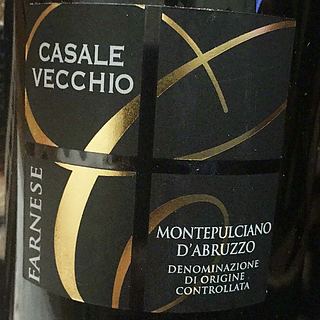 CASALE
VECCHIO
FARNESE
MONTEPULCIANO
D'ABRUZZO
DENOMINAZIONE
DI ORIGINE
CONTROLLATA